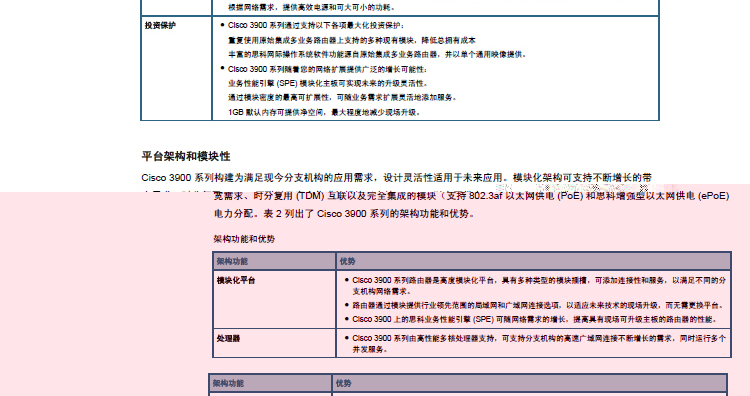 根据网络需求，提供高效电源和可大可小的功耗。
投资保护
● Cisco 3900 系列通过支持以下各项最大化投资保护：
重复使用原始集成多业务路由器上支持的多种现有模块，降低总拥有成本
丰富的思科网际操作系统软件功能源自原始集成多业务路由器，并以单个通用映像提供。
● Cisco 3900 系列随着您的网络扩展提供广泛的增长可能性：
业务性能引擎 (SPE) 模块化主板可实现未来的升级灵活性。
通过模块密度的最高可扩展性，可随业务需求扩展灵活地添加服务。
1GB 默认内存可提供净空间，最大程度地减少现场升级。
平台架构和模块性
Cisco 3900 系列构建为满足现今分支机构的应用需求，设计灵活性适用于未来应用。模块化架构可支持不断增长的带
宽需求、时分复用 (TDM) 互联以及完全集成的模块（支持 802.3af 以太网供电 (PoE) 和思科增强型以太网供电 (ePoE)
电力分配。表 2 列出了 Cisco 3900 系列的架构功能和优势。
架构功能和优势
架构功能 优势
模块化平台
● Cisco 3900 系列路由器是高度模块化平台，具有多种类型的模块插槽，可添加连接性和服务，以满足不同的分
支机构网络需求。
● 路由器通过模块提供行业领先范围的局域网和广域网连接选项，以适应未来技术的现场升级，而无需更换平台。
● Cisco 3900 上的思科业务性能引擎 (SPE) 可随网络需求的增长，提高具有现场可升级主板的路由器的性能。
处理器
● Cisco 3900 系列由高性能多核处理器支持，可支持分支机构的高速广域网连接不断增长的需求，同时运行多个
并发服务。
架构功能 优势